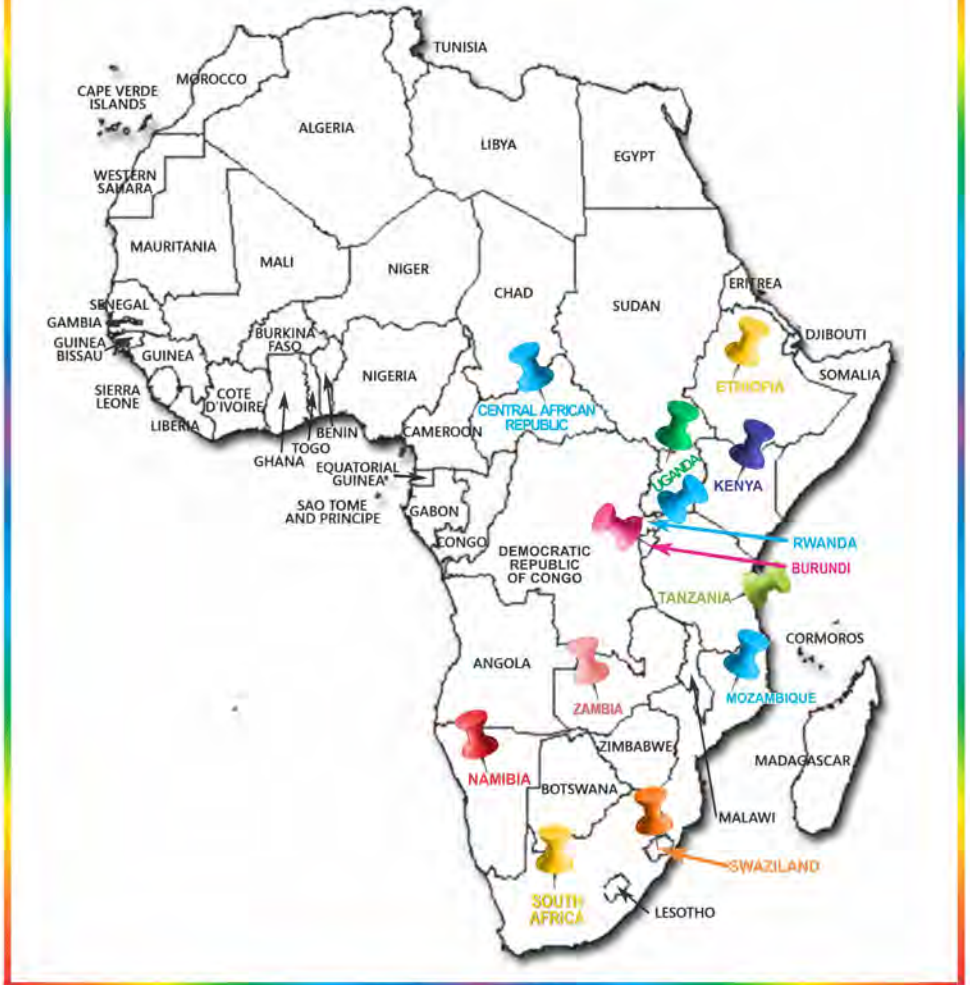 TUNISIA
MOROCCO
CAPE VERDE
ISLANDS
ALGERIA
LIBYA
EGYPT
WESTERN
SAHARA
MAURITANIA
MALI
NIGER
CHAD
SUDAN
ERITREA
SENEGAL
GAMBIA
GUINEA
BISSAU
GUINEA
BURKINA
FASO
DJIBOUTI
SOMALIA
NIGERIA
ETHIOPIA
SIERRA
LEONE
COTE
D'IVOIRE
LIBERIA
CENTRAL AFRICAN
REPUBLIC
BENIN
TOGO
GHANA
CAMEROON
EQUATORIAL
GUINEA
UGANDA
KENYA
SAO TOME
AND PRINCIPE
GABON
CONGO
DEMOCRATIC
REPUBLIC
OF CONGO
RWANDA
BURUNDI
TANZANIA
CORMOROS
ANGOLA
ZAMBIA
MOZAMBIQUE
ZIMBABWE
MADAGASCAR
NAMIBIA
BOTSWANA
MALAWI
SWAZILAND
SOUTH
AFRICA
LESOTHO